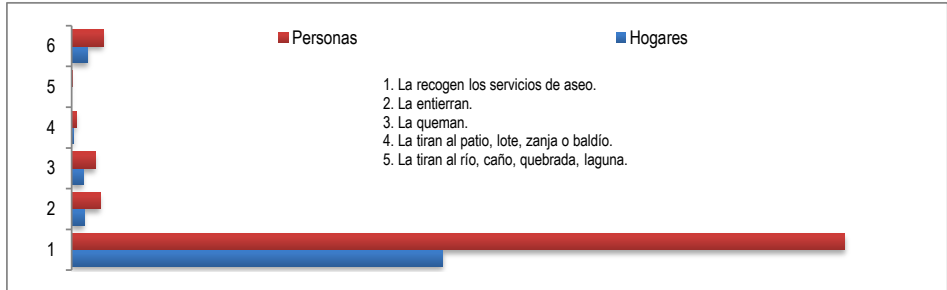 Personas Hogares
6
5
4
3
2
1
1. La recogen los servicios de aseo.
2. La entierran.
3. La queman.
4. La tiran al patio, lote, zanja o baldío.
5. La tiran al río, caño, quebrada, laguna.